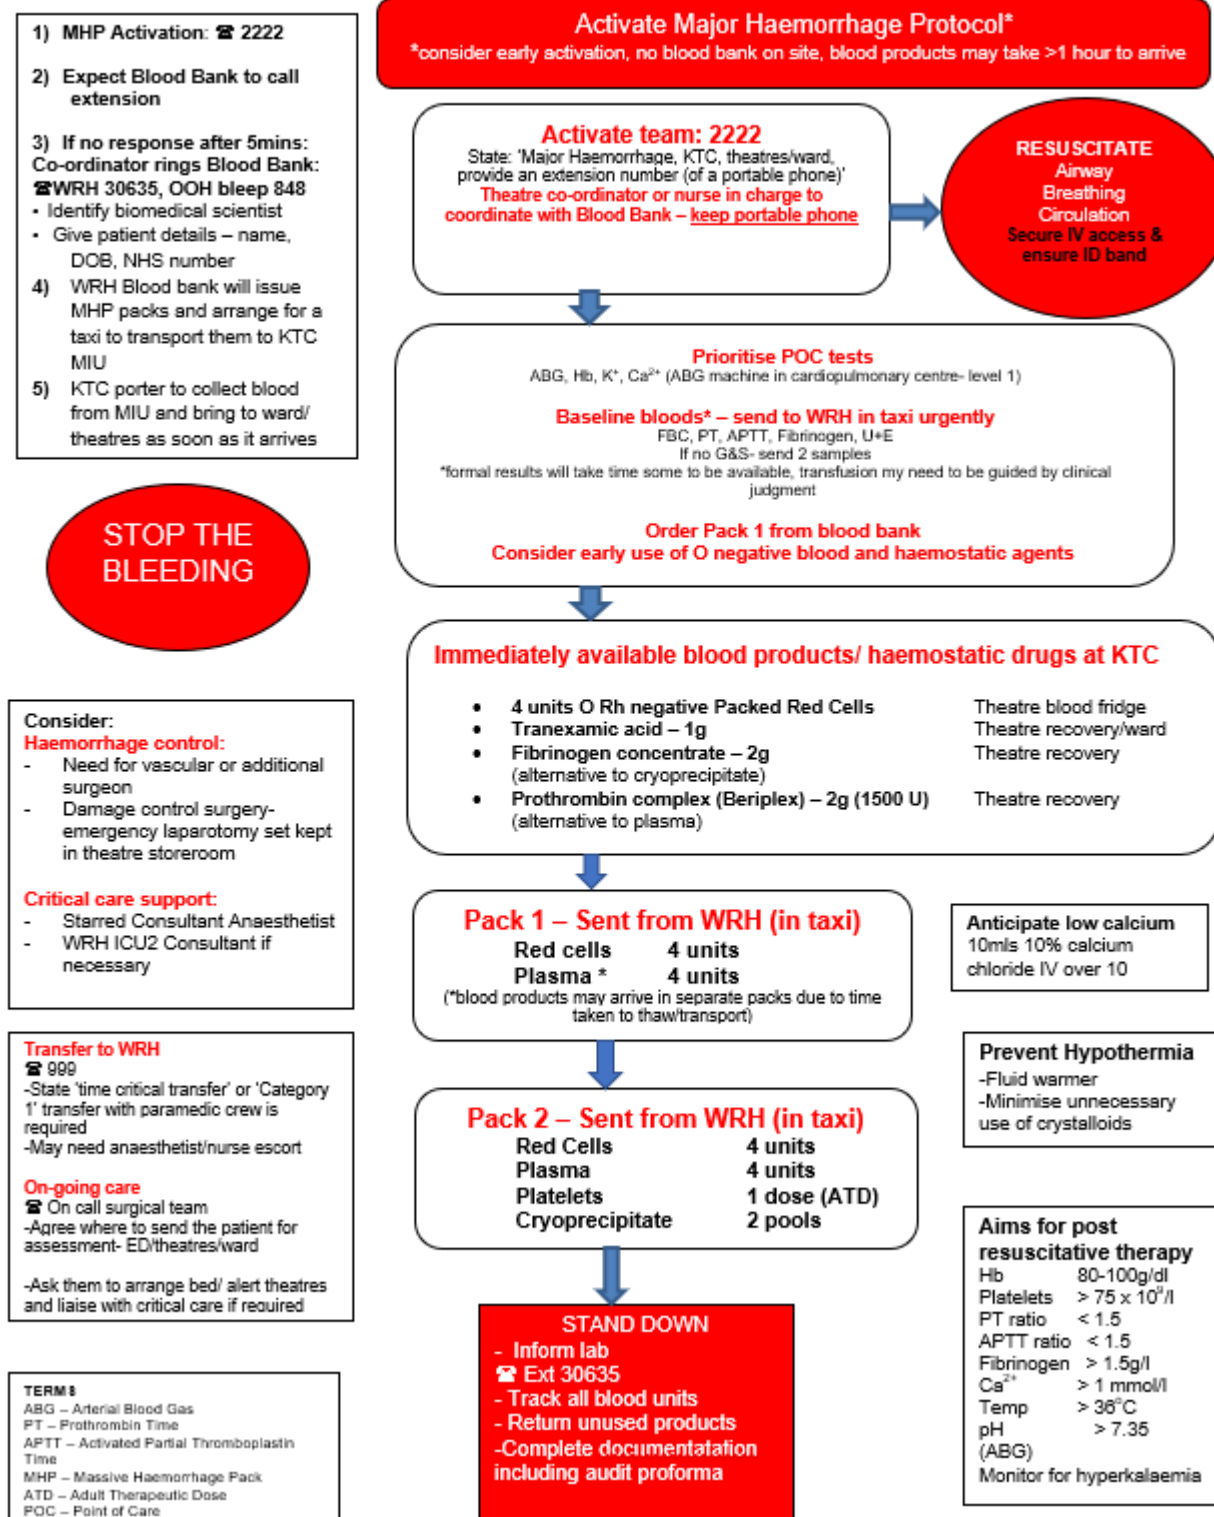 1) MHP Activation: ☎ 2222
2) Expect Blood Bank to call
extension
3) If no response after 5mins:
Co-ordinator rings Blood Bank:
☎WRH 30635, OOH bleep 848
• Identify biomedical scientist
• Give patient details – name,
DOB, NHS number
4) WRH Blood bank will issue
MHP packs and arrange for a
taxi to transport them to KTC
MIU
5) KTC porter to collect blood
from MIU and bring to ward/
theatres as soon as it arrives
Activate Major Haemorrhage Protocol*
*consider early activation, no blood bank on site, blood products may take >1 hour to arrive
Activate team: 2222
State: 'Major Haemorrhage, KTC, theatres/ward,
provide an extension number (of a portable phone)'
Theatre co-ordinator or nurse in charge to
coordinate with Blood Bank – keep portable phone
RESUSCITATE
Airway
Breathing
Circulation
Secure IV access &
ensure ID band
Prioritise POC tests
ABG, Hb, K⁺, Ca²⁺ (ABG machine in cardiopulmonary centre- level 1)
Baseline bloods* – send to WRH in taxi urgently
FBC, PT, APTT, Fibrinogen, U+E
If no G&S- send 2 samples
*formal results will take time some to be available, transfusion my need to be guided by clinical
judgment
Order Pack 1 from blood bank
Consider early use of O negative blood and haemostatic agents
STOP THE
BLEEDING
Immediately available blood products/ haemostatic drugs at KTC
• 4 units O Rh negative Packed Red Cells Theatre blood fridge
• Tranexamic acid – 1g Theatre recovery/ward
• Fibrinogen concentrate – 2g Theatre recovery
(alternative to cryoprecipitate)
• Prothrombin complex (Beriplex) – 2g (1500 U) Theatre recovery
(alternative to plasma)
Consider:
Haemorrhage control:
- Need for vascular or additional
surgeon
- Damage control surgery-
emergency laparotomy set kept
in theatre storeroom
Critical care support:
- Starred Consultant Anaesthetist
- WRH ICU2 Consultant if
necessary
Pack 1 – Sent from WRH (in taxi)
Red cells 4 units
Plasma * 4 units
(*blood products may arrive in separate packs due to time
taken to thaw/transport)
Anticipate low calcium
10mls 10% calcium
chloride IV over 10
Transfer to WRH
☎ 999
-State 'time critical transfer' or 'Category
1' transfer with paramedic crew is
required
-May need anaesthetist/nurse escort
On-going care
☎ On call surgical team
-Agree where to send the patient for
assessment- ED/theatres/ward
-Ask them to arrange bed/ alert theatres
and liaise with critical care if required
Pack 2 – Sent from WRH (in taxi)
Red Cells 4 units
Plasma 4 units
Platelets 1 dose (ATD)
Cryoprecipitate 2 pools
Prevent Hypothermia
-Fluid warmer
-Minimise unnecessary
use of crystalloids
Aims for post
resuscitative therapy
Hb 80-100g/dl
Platelets > 75 x 10⁹/l
PT ratio < 1.5
APTT ratio < 1.5
Fibrinogen > 1.5g/l
Ca²⁺ > 1 mmol/l
Temp > 36°C
pH > 7.35
(ABG)
Monitor for hyperkalaemia
STAND DOWN
- Inform lab
☎ Ext 30635
- Track all blood units
- Return unused products
-Complete documentatation
including audit proforma
TERMS
ABG – Arterial Blood Gas
PT – Prothrombin Time
APTT – Activated Partial Thromboplastin
Time
MHP – Massive Haemorrhage Pack
ATD – Adult Therapeutic Dose
POC – Point of Care